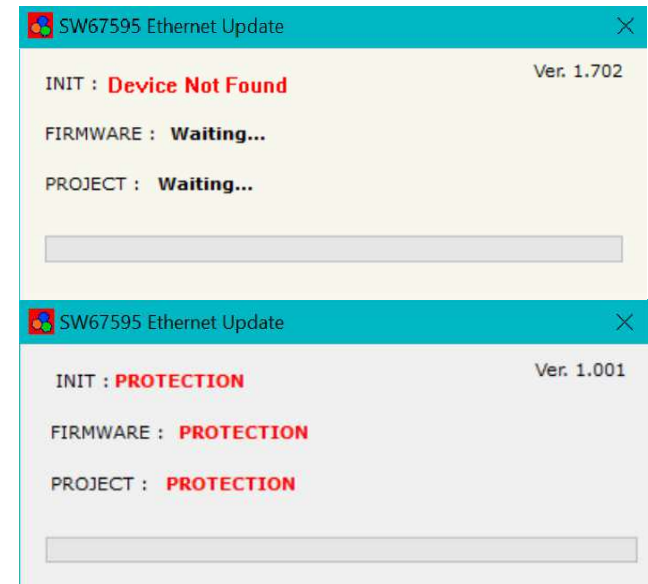 SW67595 Ethernet Update
Ver. 1.702
INIT : Device Not Found
FIRMWARE : Waiting...
PROJECT : Waiting...
SW67595 Ethernet Update
Ver. 1.001
INIT : PROTECTION
FIRMWARE : PROTECTION
PROJECT : PROTECTION